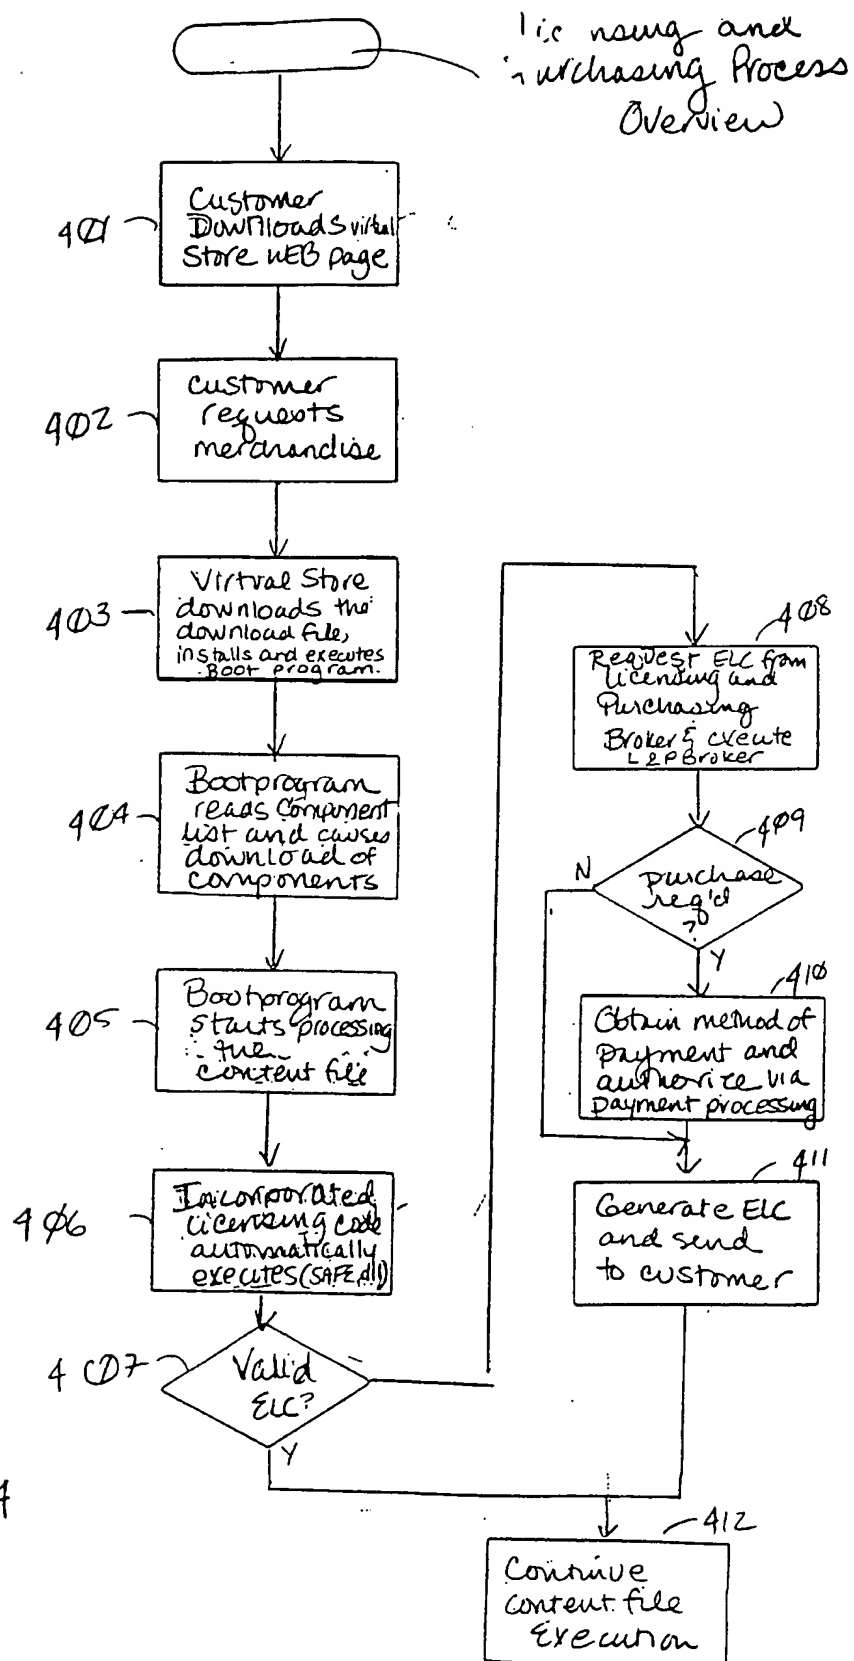 nsing and
Purchasing Process
Overview
401
Customer
Downloads virtual
Store WEB page
402
customer
requests
merchandise
403
Virtual Store
downloads the
download file,
installs and executes
Boot program.
404
Bootprogram
reads component
list and causes
download of
components
405
Bootprogram
starts processing
the
content file
406
Incorporated
licensing code
automatically
executes (SAFE.dll)
407
Valid
ELC?
Y
408
Request ELC from
licensing and
Purchasing
Broker & execute
L&P Broker
409
N
purchase
req'd
?
Y
410
Obtain method of
payment and
authorize via
payment processing
411
Generate ELC
and send
to customer
412
Continue
content file
Execution